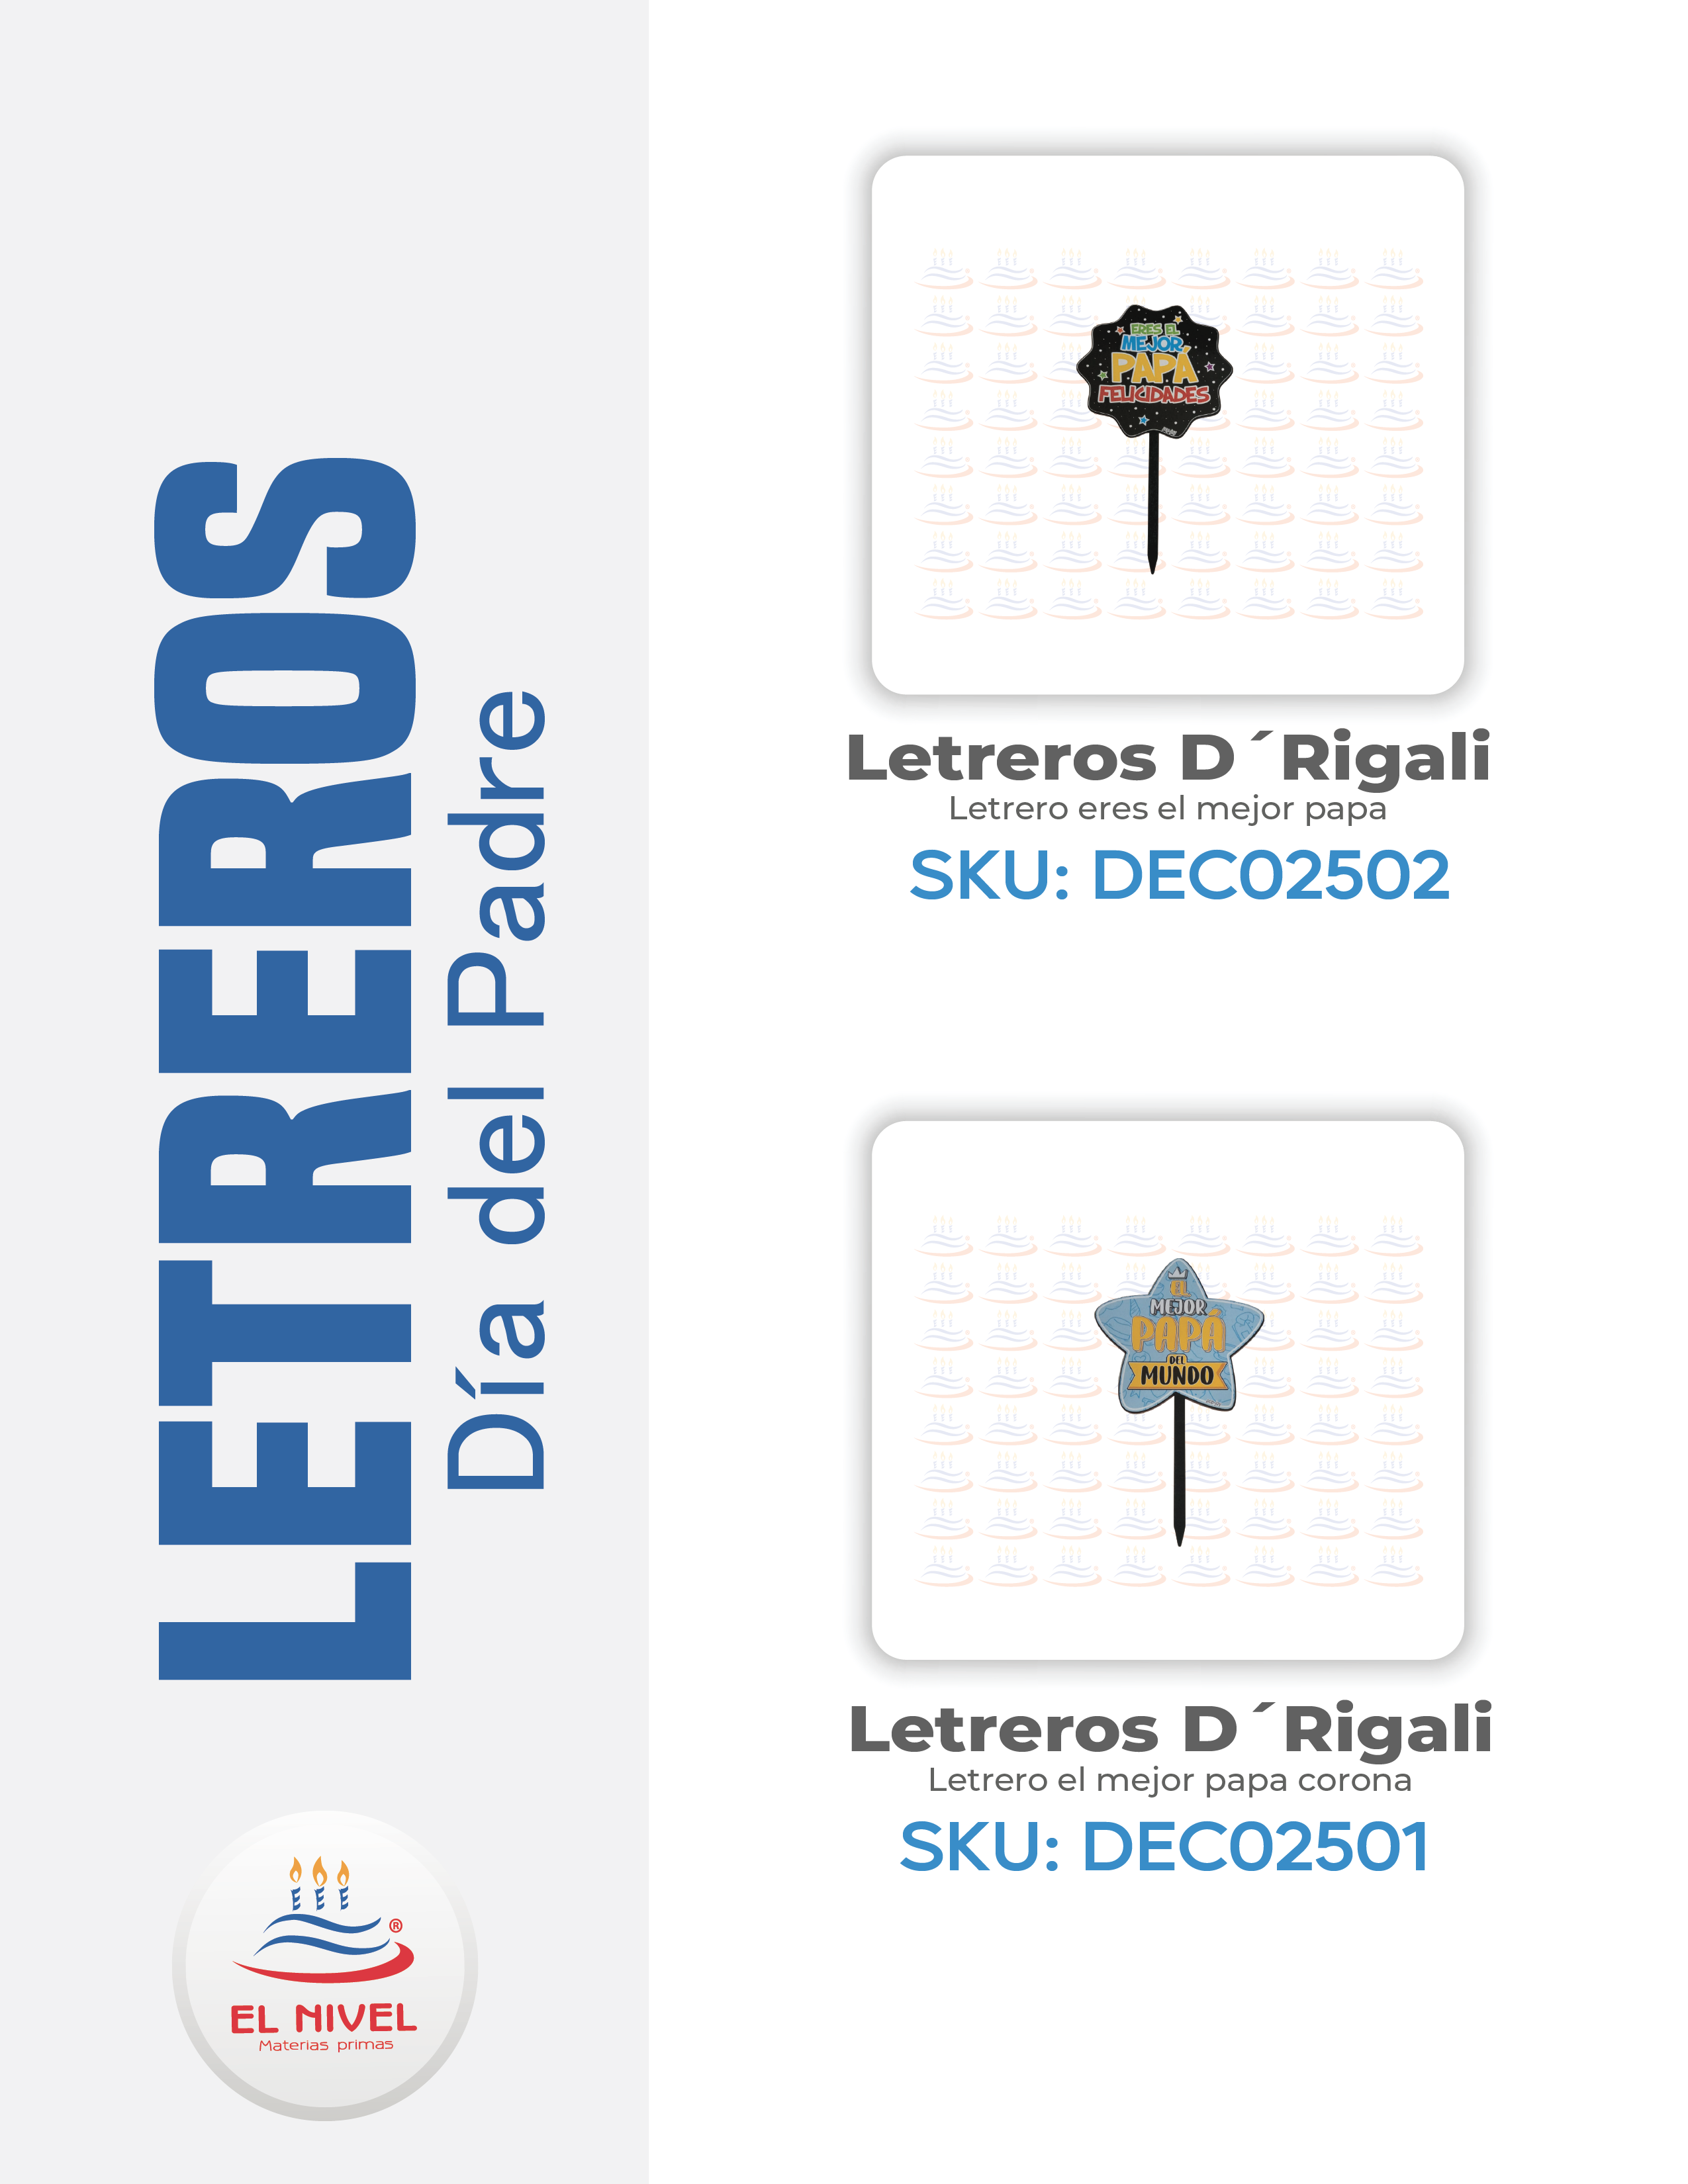 LETREROS
Día del Padre
ERES EL
MEJOR
PAPÁ
FELICIDADES
Letreros D´Rigali
Letrero eres el mejor papa
SKU: DEC02502
EL
MEJOR
PAPÁ
DEL
MUNDO
Letreros D´Rigali
Letrero el mejor papa corona
SKU: DEC02501
®
EL NIVEL
Materias primas